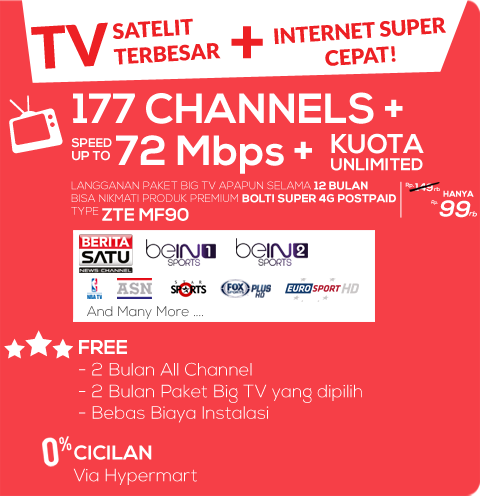 TV SATELIT TERBESAR + INTERNET SUPER CEPAT!
177 CHANNELS +
SPEED UP TO 72 Mbps + KUOTA UNLIMITED
LANGGANAN PAKET BIG TV APAPUN SELAMA 12 BULAN
BISA NIKMATI PRODUK PREMIUM BOLT! SUPER 4G POSTPAID
TYPE ZTE MF90
Rp. 149rb HANYA
Rp. 99rb
BERITA SATU NEWS CHANNEL
beIN SPORTS 1
beIN SPORTS 2
NBA TV
ASN
STAR SPORTS
FOX SPORTS PLUS HD
EUROSPORT HD
And Many More ....
FREE
- 2 Bulan All Channel
- 2 Bulan Paket Big TV yang dipilih
- Bebas Biaya Instalasi
0% CICILAN
Via Hypermart